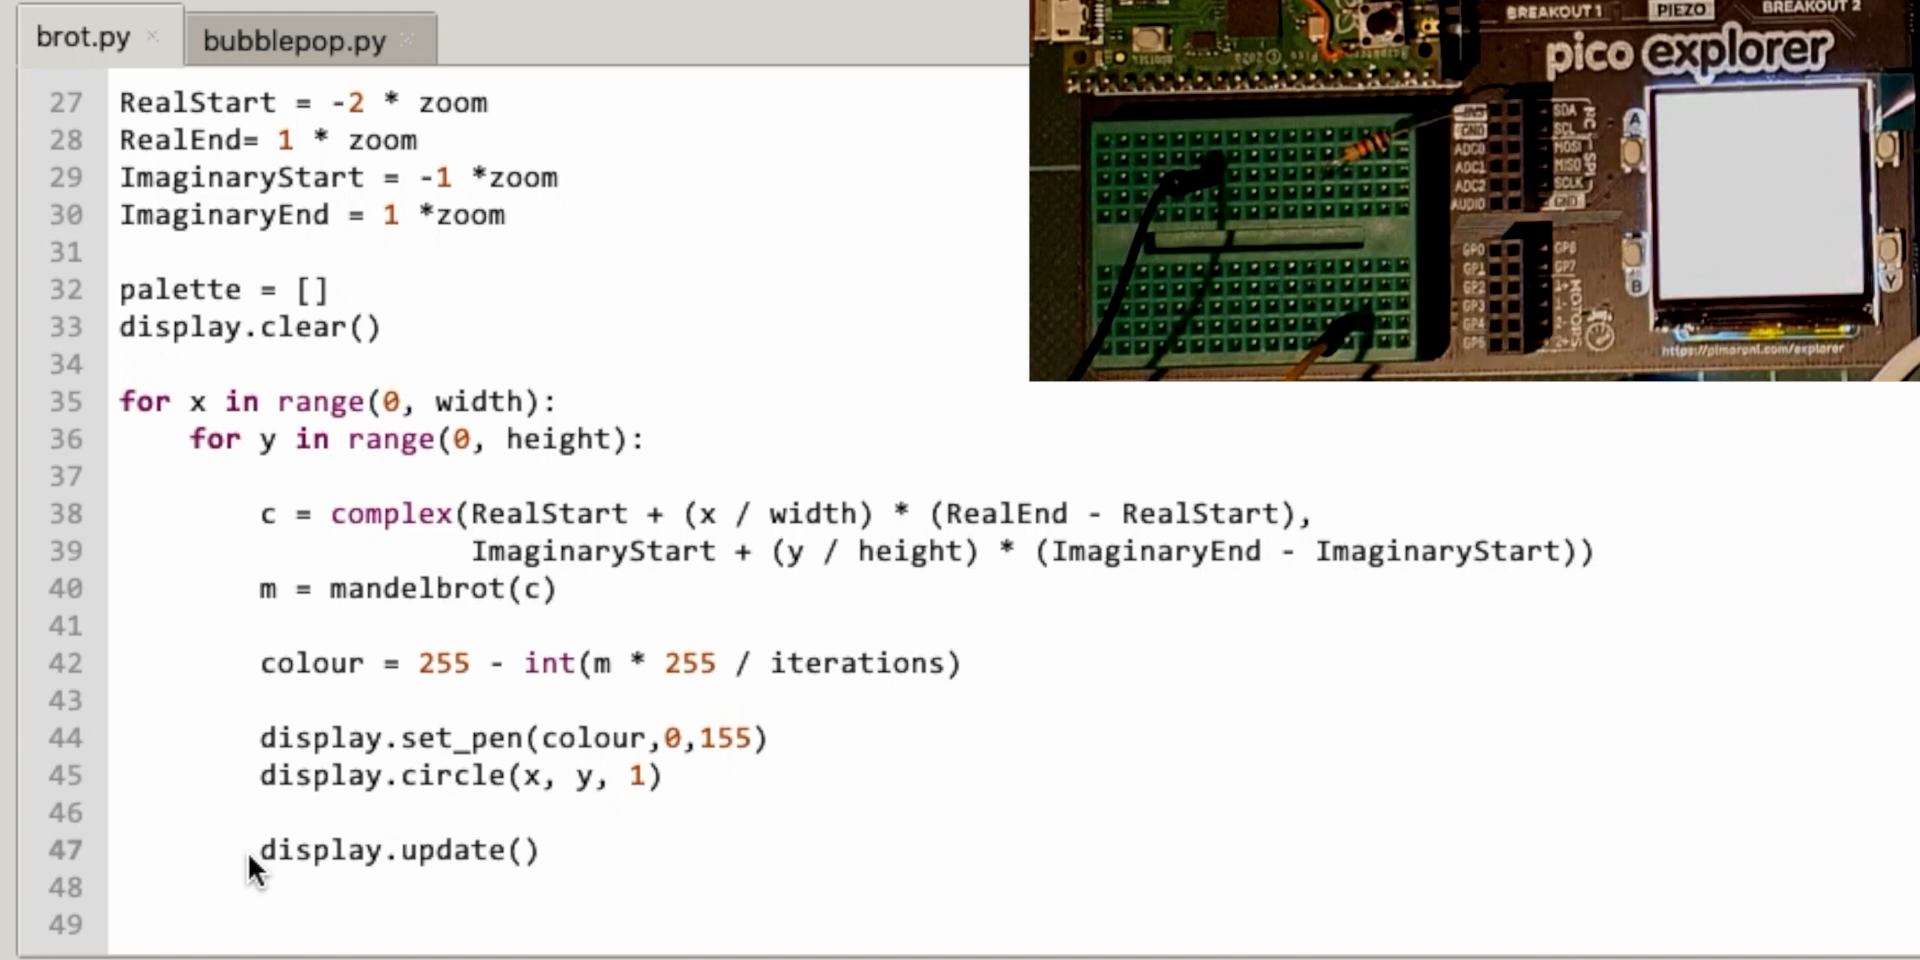 brot.py
bubblepop.py
27 RealStart = -2 * zoom
28 RealEnd= 1 * zoom
29 ImaginaryStart = -1 *zoom
30 ImaginaryEnd = 1 *zoom
31
32 palette = []
33 display.clear()
34
35 for x in range(0, width):
36     for y in range(0, height):
37
38         c = complex(RealStart + (x / width) * (RealEnd - RealStart),
39                     ImaginaryStart + (y / height) * (ImaginaryEnd - ImaginaryStart))
40         m = mandelbrot(c)
41
42         colour = 255 - int(m * 255 / iterations)
43
44         display.set_pen(colour,0,155)
45         display.circle(x, y, 1)
46
47         display.update()
48
49
BREAKOUT 1
PIEZO
BREAKOUT 2
pico explorer
SDA
GND SCL
ADC0 MOSI
ADC1 MISO
ADC2 SCLK
AUDIO GND
I2C
SPI
GP0 GP6
GP1 GP7
GP2
GP3
GP4
GP5
MOTORS
A
B
Y
https://pimoroni.com/explorer